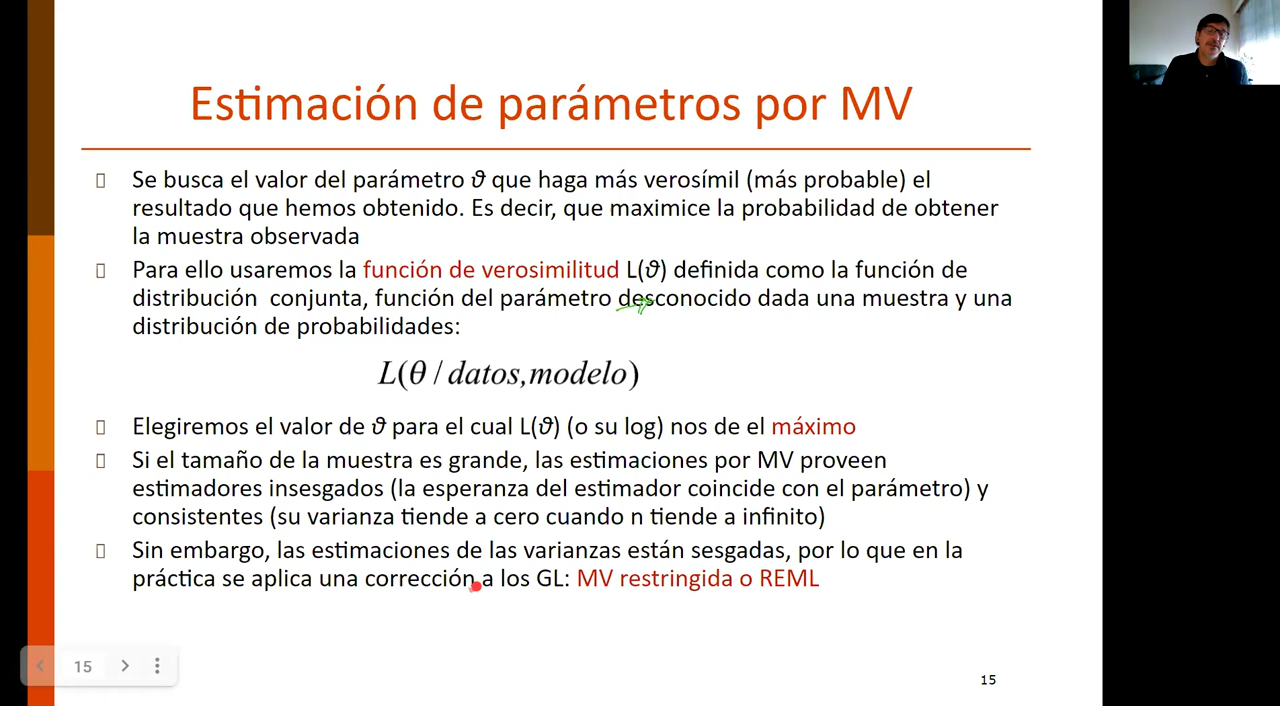 Estimación de parámetros por MV
Se busca el valor del parámetro ϑ que haga más verosímil (más probable) el
resultado que hemos obtenido. Es decir, que maximice la probabilidad de obtener
la muestra observada
Para ello usaremos la función de verosimilitud L(ϑ) definida como la función de
distribución conjunta, función del parámetro desconocido dada una muestra y una
distribución de probabilidades:
L(θ / datos,modelo)
Elegiremos el valor de ϑ para el cual L(ϑ) (o su log) nos de el máximo
Si el tamaño de la muestra es grande, las estimaciones por MV proveen
estimadores insesgados (la esperanza del estimador coincide con el parámetro) y
consistentes (su varianza tiende a cero cuando n tiende a infinito)
Sin embargo, las estimaciones de las varianzas están sesgadas, por lo que en la
práctica se aplica una corrección a los GL: MV restringida o REML
15
15